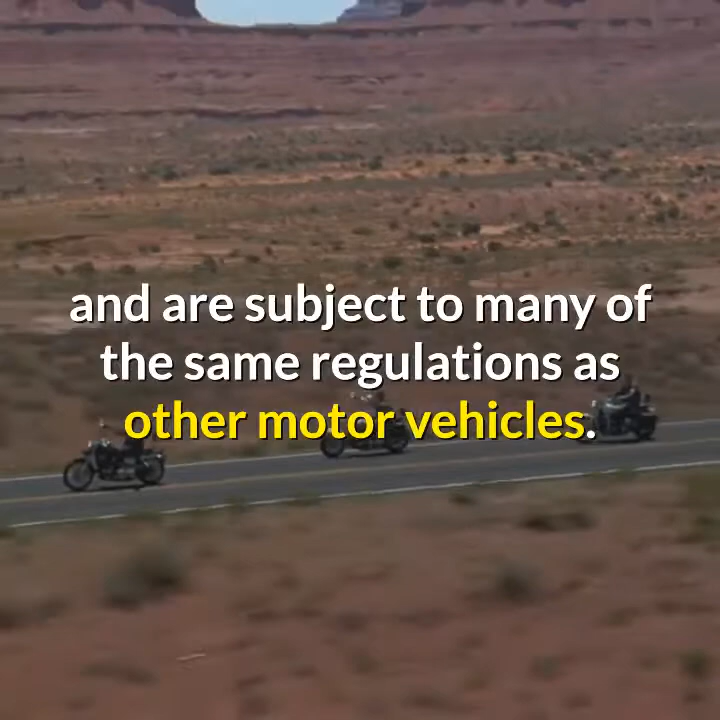 and are subject to many of
the same regulations as
other motor vehicles.